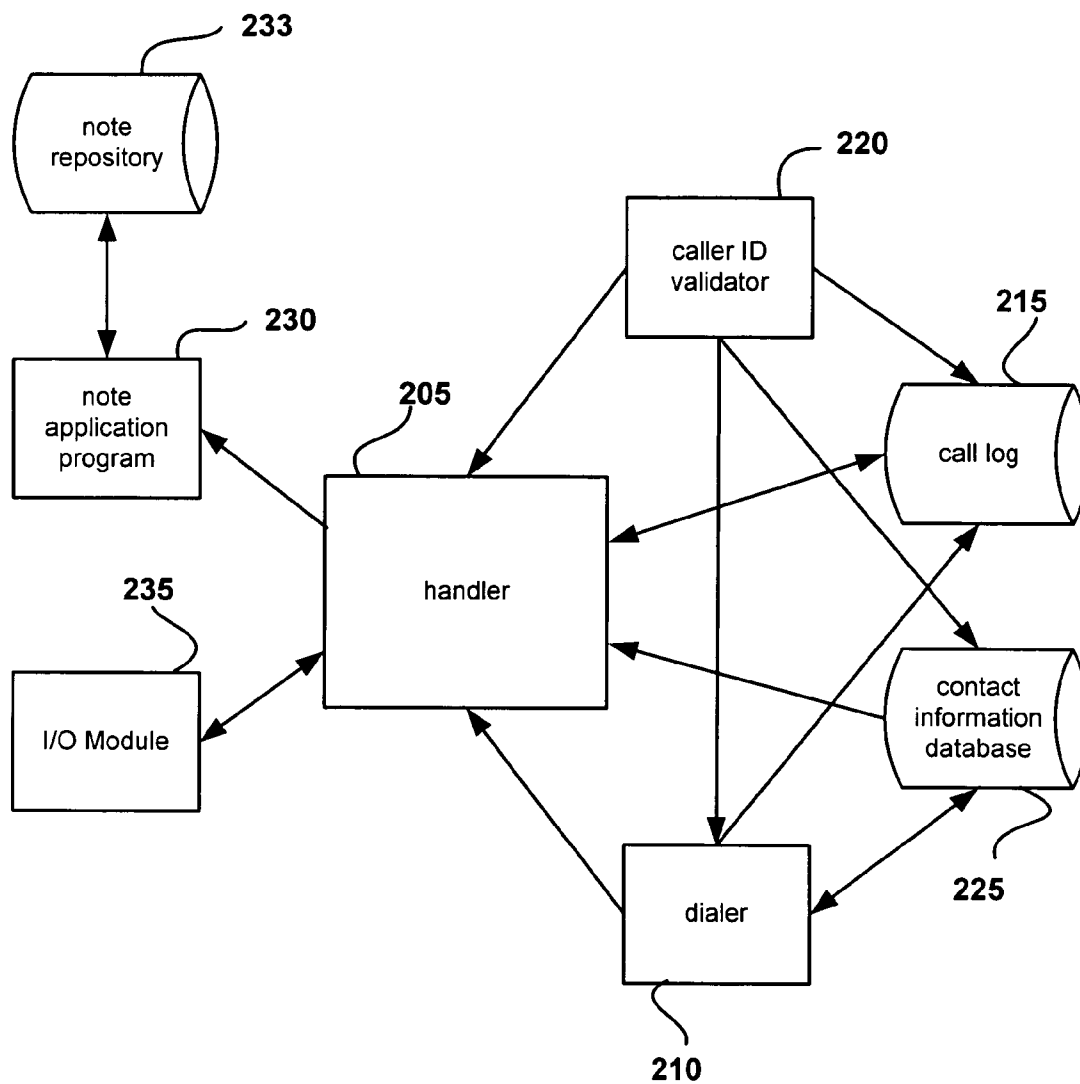 233
note
repository
220
caller ID
validator
230
215
note
application
program
205
call log
handler
235
contact
information
database
I/O Module
225
dialer
210